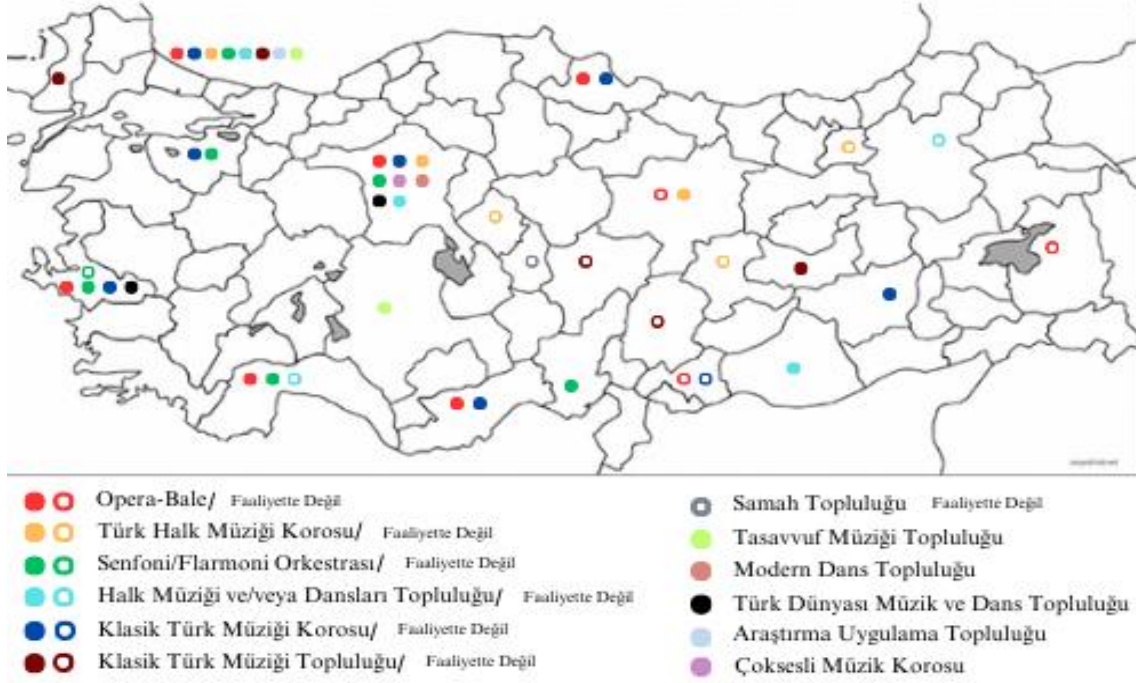 Opera-Bale/ Faaliyette Değil
Türk Halk Müziği Korosu/ Faaliyette Değil
Senfoni/Flarmoni Orkestrası/ Faaliyette Değil
Halk Müziği ve/veya Dansları Topluluğu/ Faaliyette Değil
Klasik Türk Müziği Korosu/ Faaliyette Değil
Klasik Türk Müziği Topluluğu/ Faaliyette Değil
Samah Topluluğu Faaliyette Değil
Tasavvuf Müziği Topluluğu
Modern Dans Topluluğu
Türk Dünyası Müzik ve Dans Topluluğu
Araştırma Uygulama Topluluğu
Çoksesli Müzik Korosu